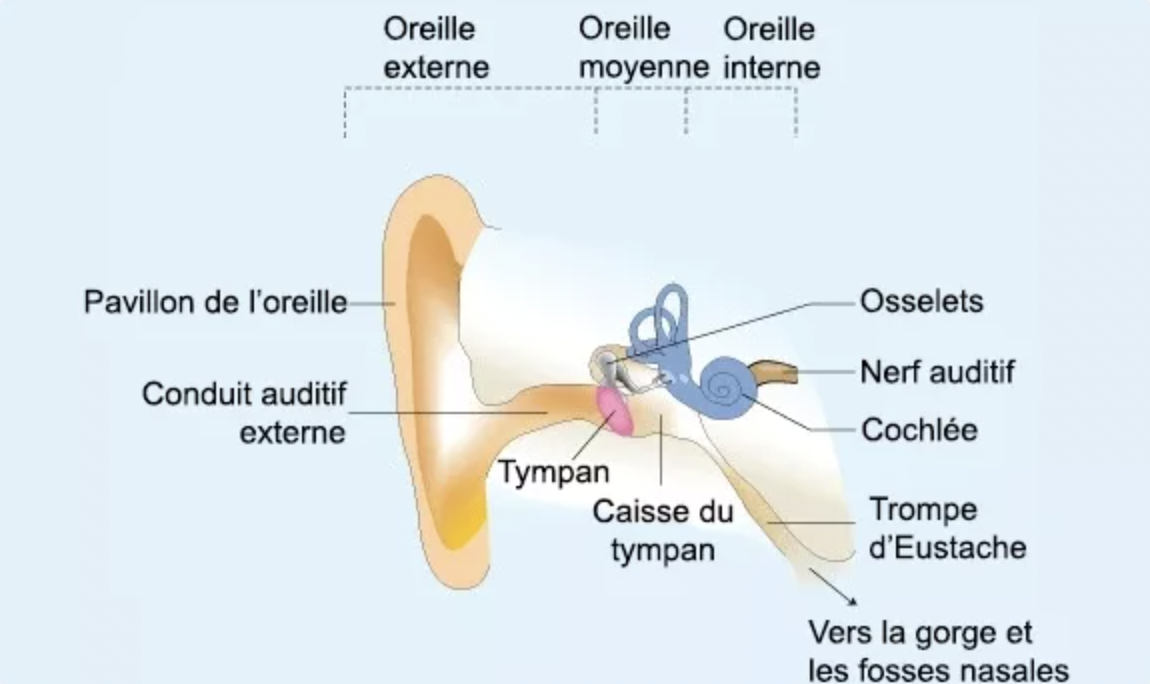 Oreille
externe
Oreille
moyenne
Oreille
interne
Pavillon de l'oreille
Conduit auditif
externe
Tympan
Caisse du
tympan
Osselets
Nerf auditif
Cochlée
Trompe
d'Eustache
Vers la gorge et
les fosses nasales